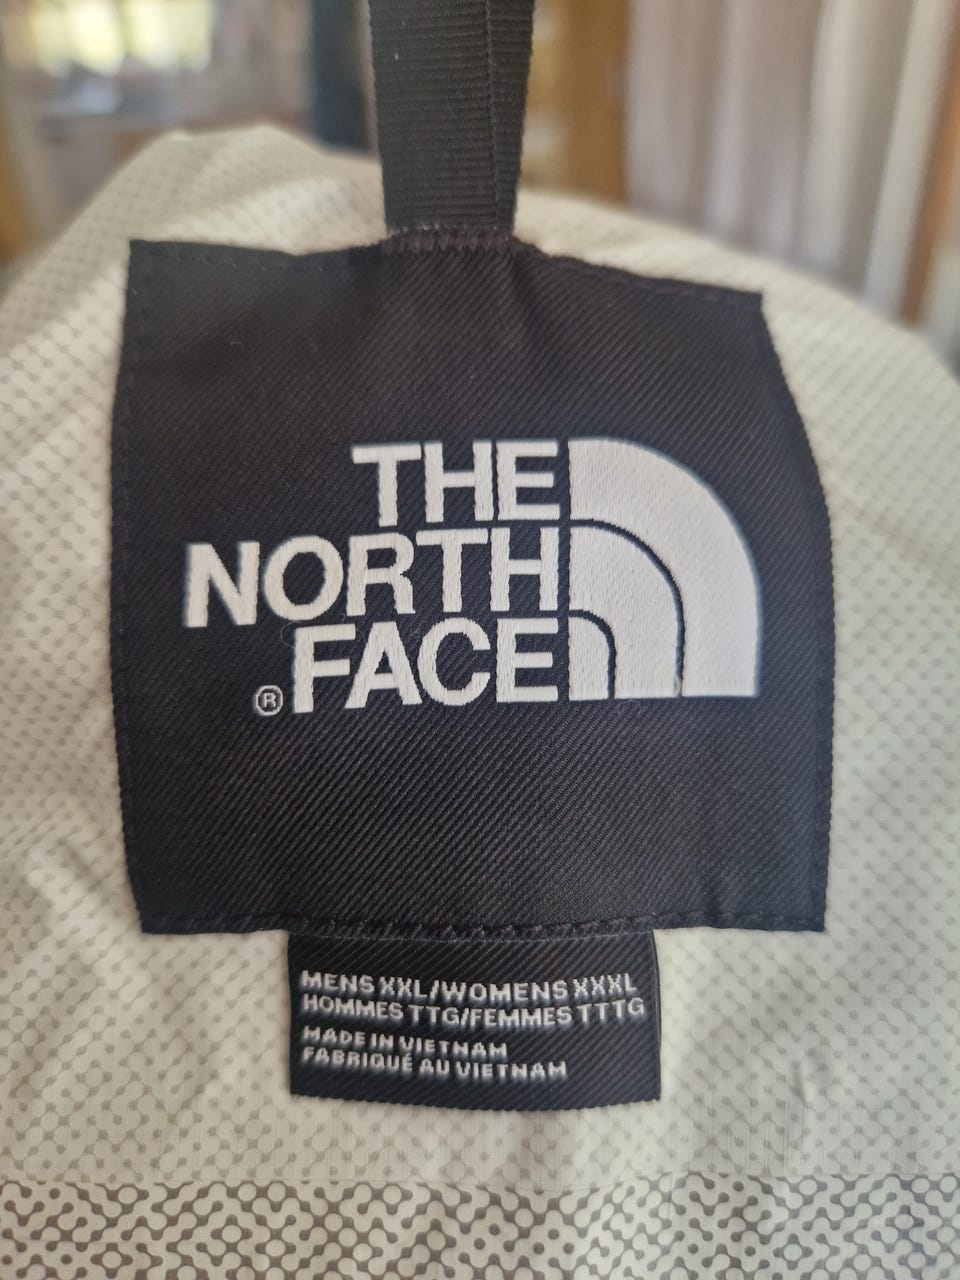 THE
NORTH
FACE
®
MENS XXL/WOMENS XXXL
HOMMES TTG/FEMMES TTTG
MADE IN VIETNAM
FABRIQUÉ AU VIETNAM